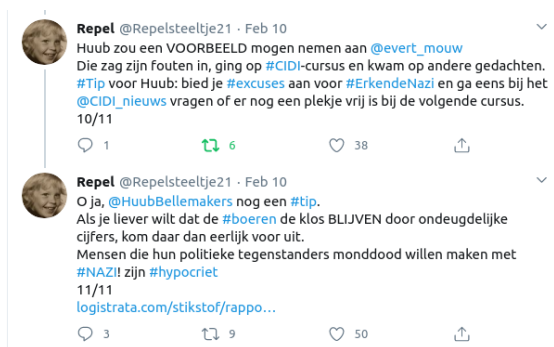 Repel @Repelsteeltje21 · Feb 10
Huub zou een VOORBEELD mogen nemen aan @evert_mouw
Die zag zijn fouten in, ging op #CIDI-cursus en kwam op andere gedachten.
#Tip voor Huub: bied je #excuses aan voor #ErkendeNazi en ga eens bij het
@CIDI_nieuws vragen of er nog een plekje vrij is bij de volgende cursus.
10/11
1 6 38
Repel @Repelsteeltje21 · Feb 10
O ja, @HuubBellemakers nog een #tip.
Als je liever wilt dat de #boeren de klos BLIJVEN door ondeugdelijke
cijfers, kom daar dan eerlijk voor uit.
Mensen die hun politieke tegenstanders monddood willen maken met
#NAZI! zijn #hypocriet
11/11
logistrata.com/stikstof/rappo…
3 9 50